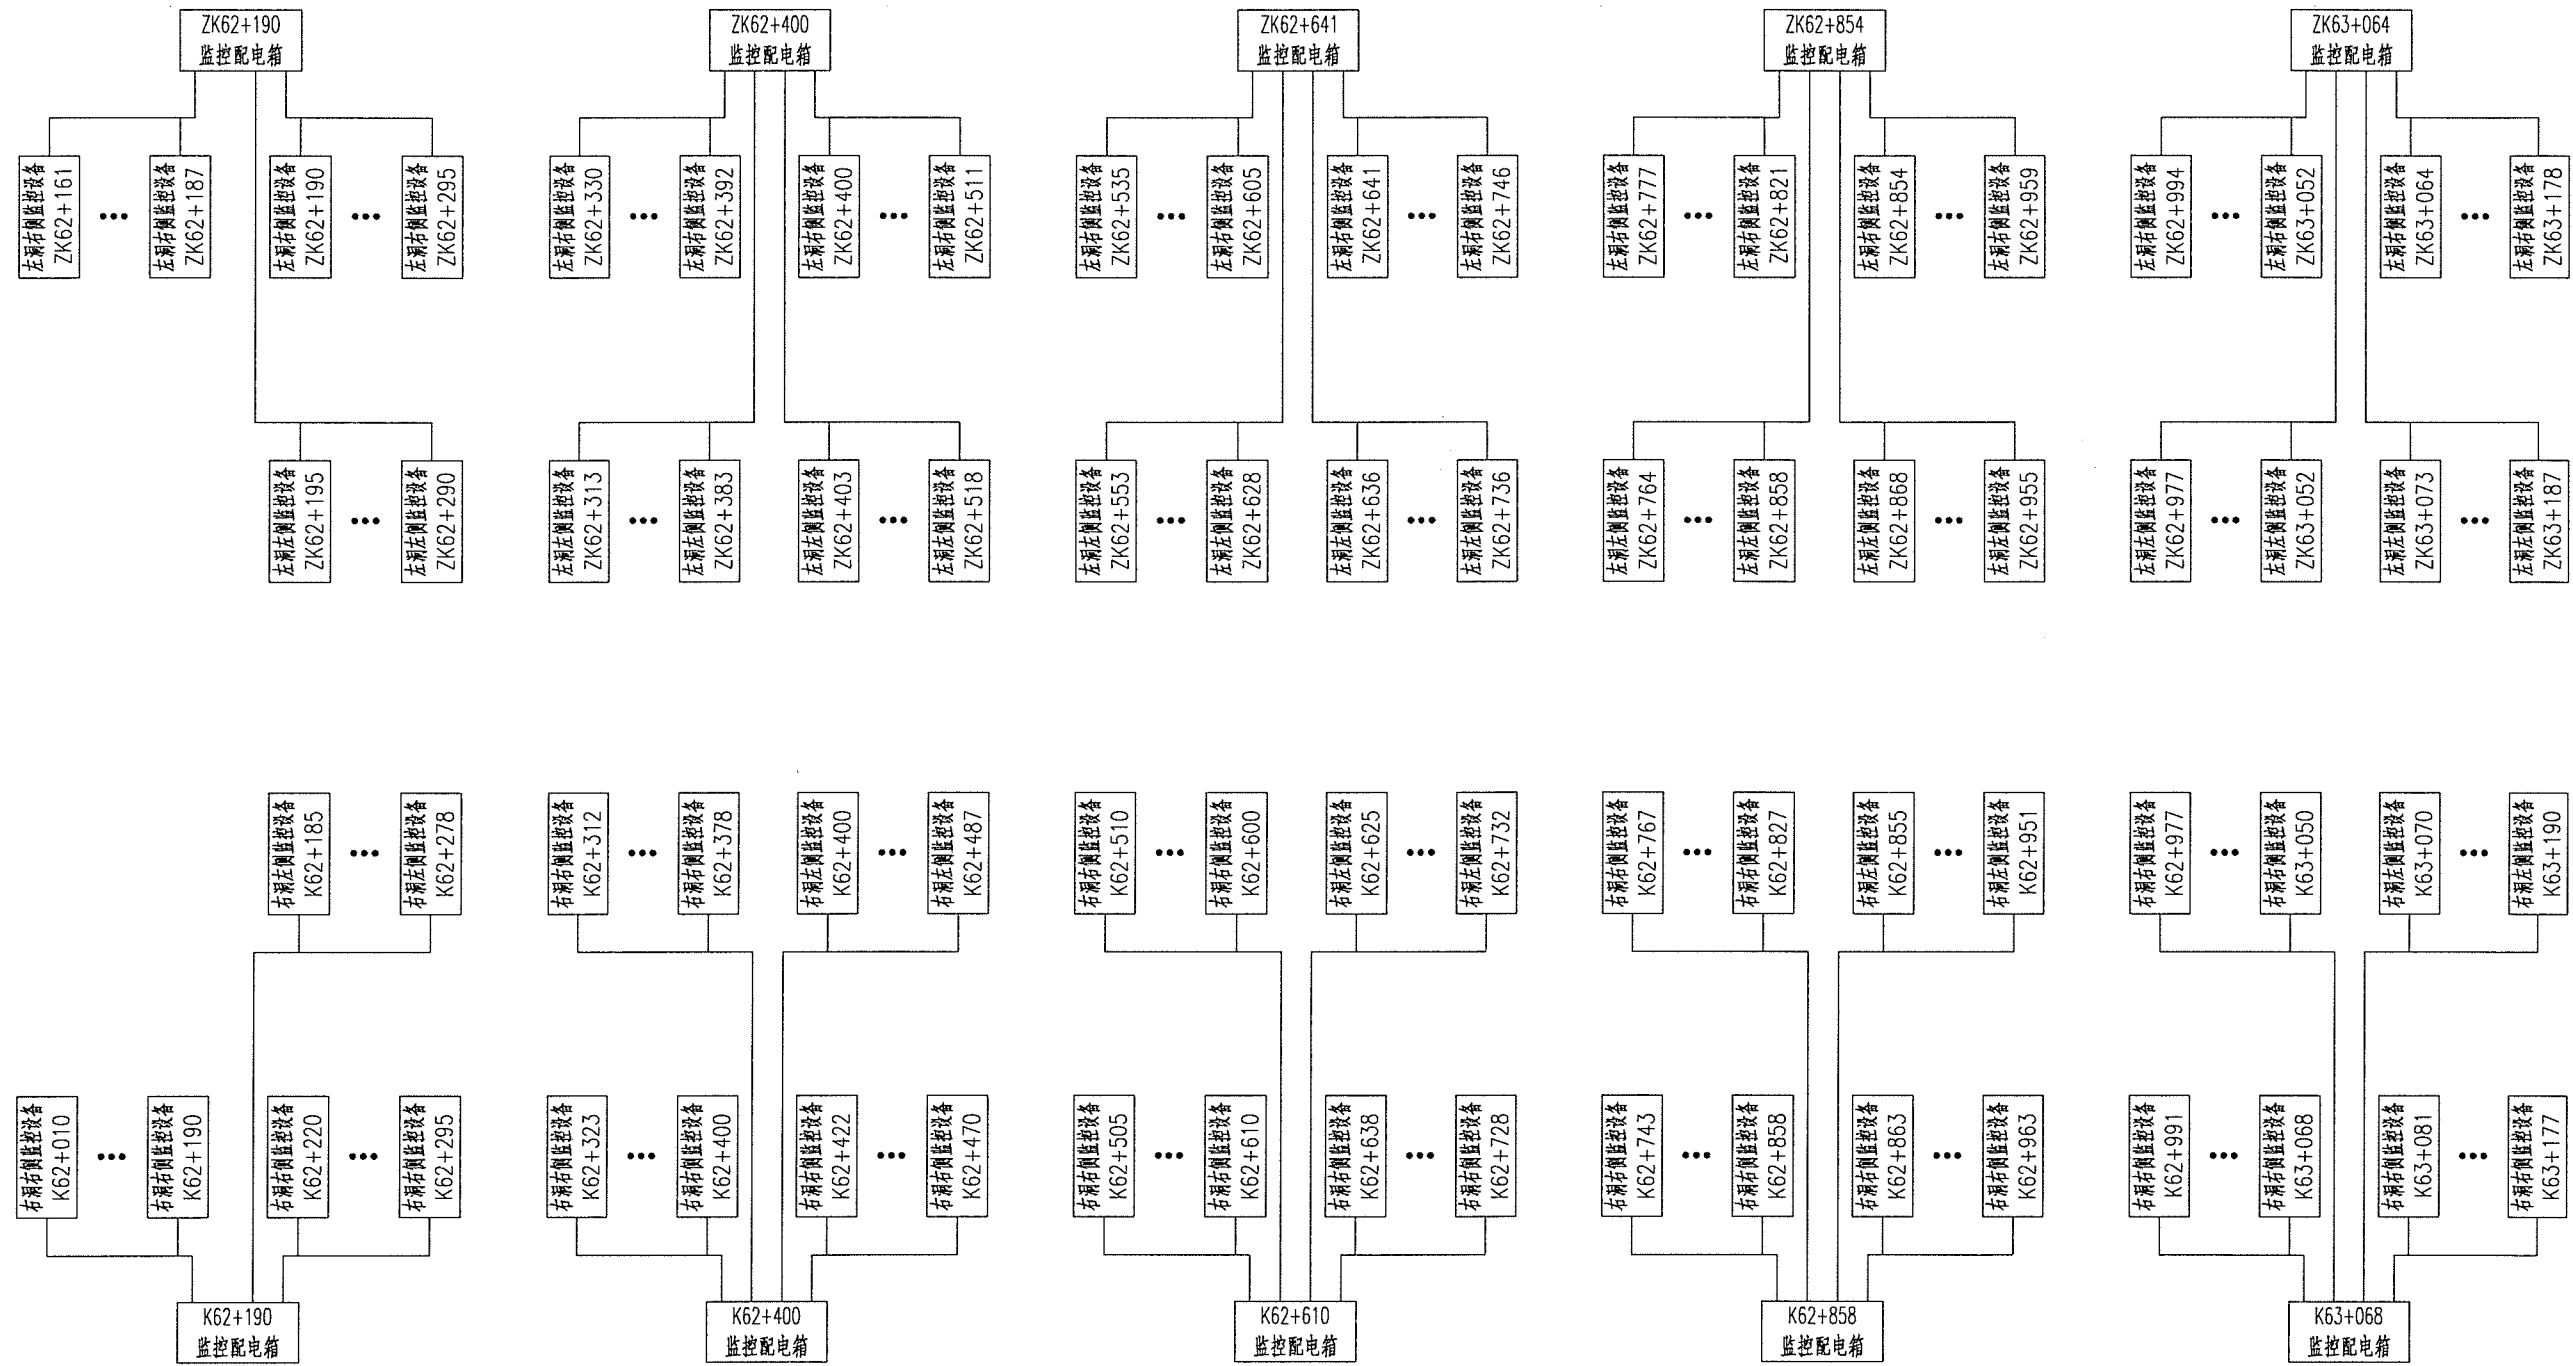 ZK62+190
监控配电箱
ZK62+400
监控配电箱
ZK62+641
监控配电箱
ZK62+854
监控配电箱
ZK63+064
监控配电箱
左洞右侧监控设备
ZK62+161
左洞右侧监控设备
ZK62+187
左洞右侧监控设备
ZK62+190
左洞右侧监控设备
ZK62+295
左洞右侧监控设备
ZK62+330
左洞右侧监控设备
ZK62+392
左洞右侧监控设备
ZK62+400
左洞右侧监控设备
ZK62+511
左洞右侧监控设备
ZK62+535
左洞右侧监控设备
ZK62+605
左洞右侧监控设备
ZK62+641
左洞右侧监控设备
ZK62+746
左洞右侧监控设备
ZK62+777
左洞右侧监控设备
ZK62+821
左洞右侧监控设备
ZK62+854
左洞右侧监控设备
ZK62+959
左洞右侧监控设备
ZK62+994
左洞右侧监控设备
ZK63+052
左洞右侧监控设备
ZK63+064
左洞右侧监控设备
ZK63+178
左洞左侧监控设备
ZK62+195
左洞左侧监控设备
ZK62+290
左洞左侧监控设备
ZK62+313
左洞左侧监控设备
ZK62+383
左洞左侧监控设备
ZK62+403
左洞左侧监控设备
ZK62+518
左洞左侧监控设备
ZK62+553
左洞左侧监控设备
ZK62+628
左洞左侧监控设备
ZK62+636
左洞左侧监控设备
ZK62+736
左洞左侧监控设备
ZK62+764
左洞左侧监控设备
ZK62+858
左洞左侧监控设备
ZK62+868
左洞左侧监控设备
ZK62+955
左洞左侧监控设备
ZK62+977
左洞左侧监控设备
ZK63+052
左洞左侧监控设备
ZK63+073
左洞左侧监控设备
ZK63+187
右洞左侧监控设备
K62+185
右洞左侧监控设备
K62+278
右洞右侧监控设备
K62+312
右洞右侧监控设备
K62+378
右洞左侧监控设备
K62+400
右洞左侧监控设备
K62+487
右洞右侧监控设备
K62+510
右洞右侧监控设备
K62+600
右洞左侧监控设备
K62+625
右洞左侧监控设备
K62+732
右洞右侧监控设备
K62+767
右洞右侧监控设备
K62+827
右洞左侧监控设备
K62+855
右洞左侧监控设备
K62+951
右洞右侧监控设备
K62+977
右洞右侧监控设备
K63+050
右洞左侧监控设备
K63+070
右洞左侧监控设备
K63+190
右洞右侧监控设备
K62+010
右洞右侧监控设备
K62+190
右洞右侧监控设备
K62+220
右洞右侧监控设备
K62+295
右洞右侧监控设备
K62+323
右洞右侧监控设备
K62+400
右洞右侧监控设备
K62+422
右洞右侧监控设备
K62+470
右洞右侧监控设备
K62+505
右洞右侧监控设备
K62+610
右洞右侧监控设备
K62+638
右洞右侧监控设备
K62+728
右洞右侧监控设备
K62+743
右洞右侧监控设备
K62+858
右洞右侧监控设备
K62+863
右洞右侧监控设备
K62+963
右洞右侧监控设备
K62+991
右洞右侧监控设备
K63+068
右洞右侧监控设备
K63+081
右洞右侧监控设备
K63+177
K62+190
监控配电箱
K62+400
监控配电箱
K62+610
监控配电箱
K62+858
监控配电箱
K63+068
监控配电箱